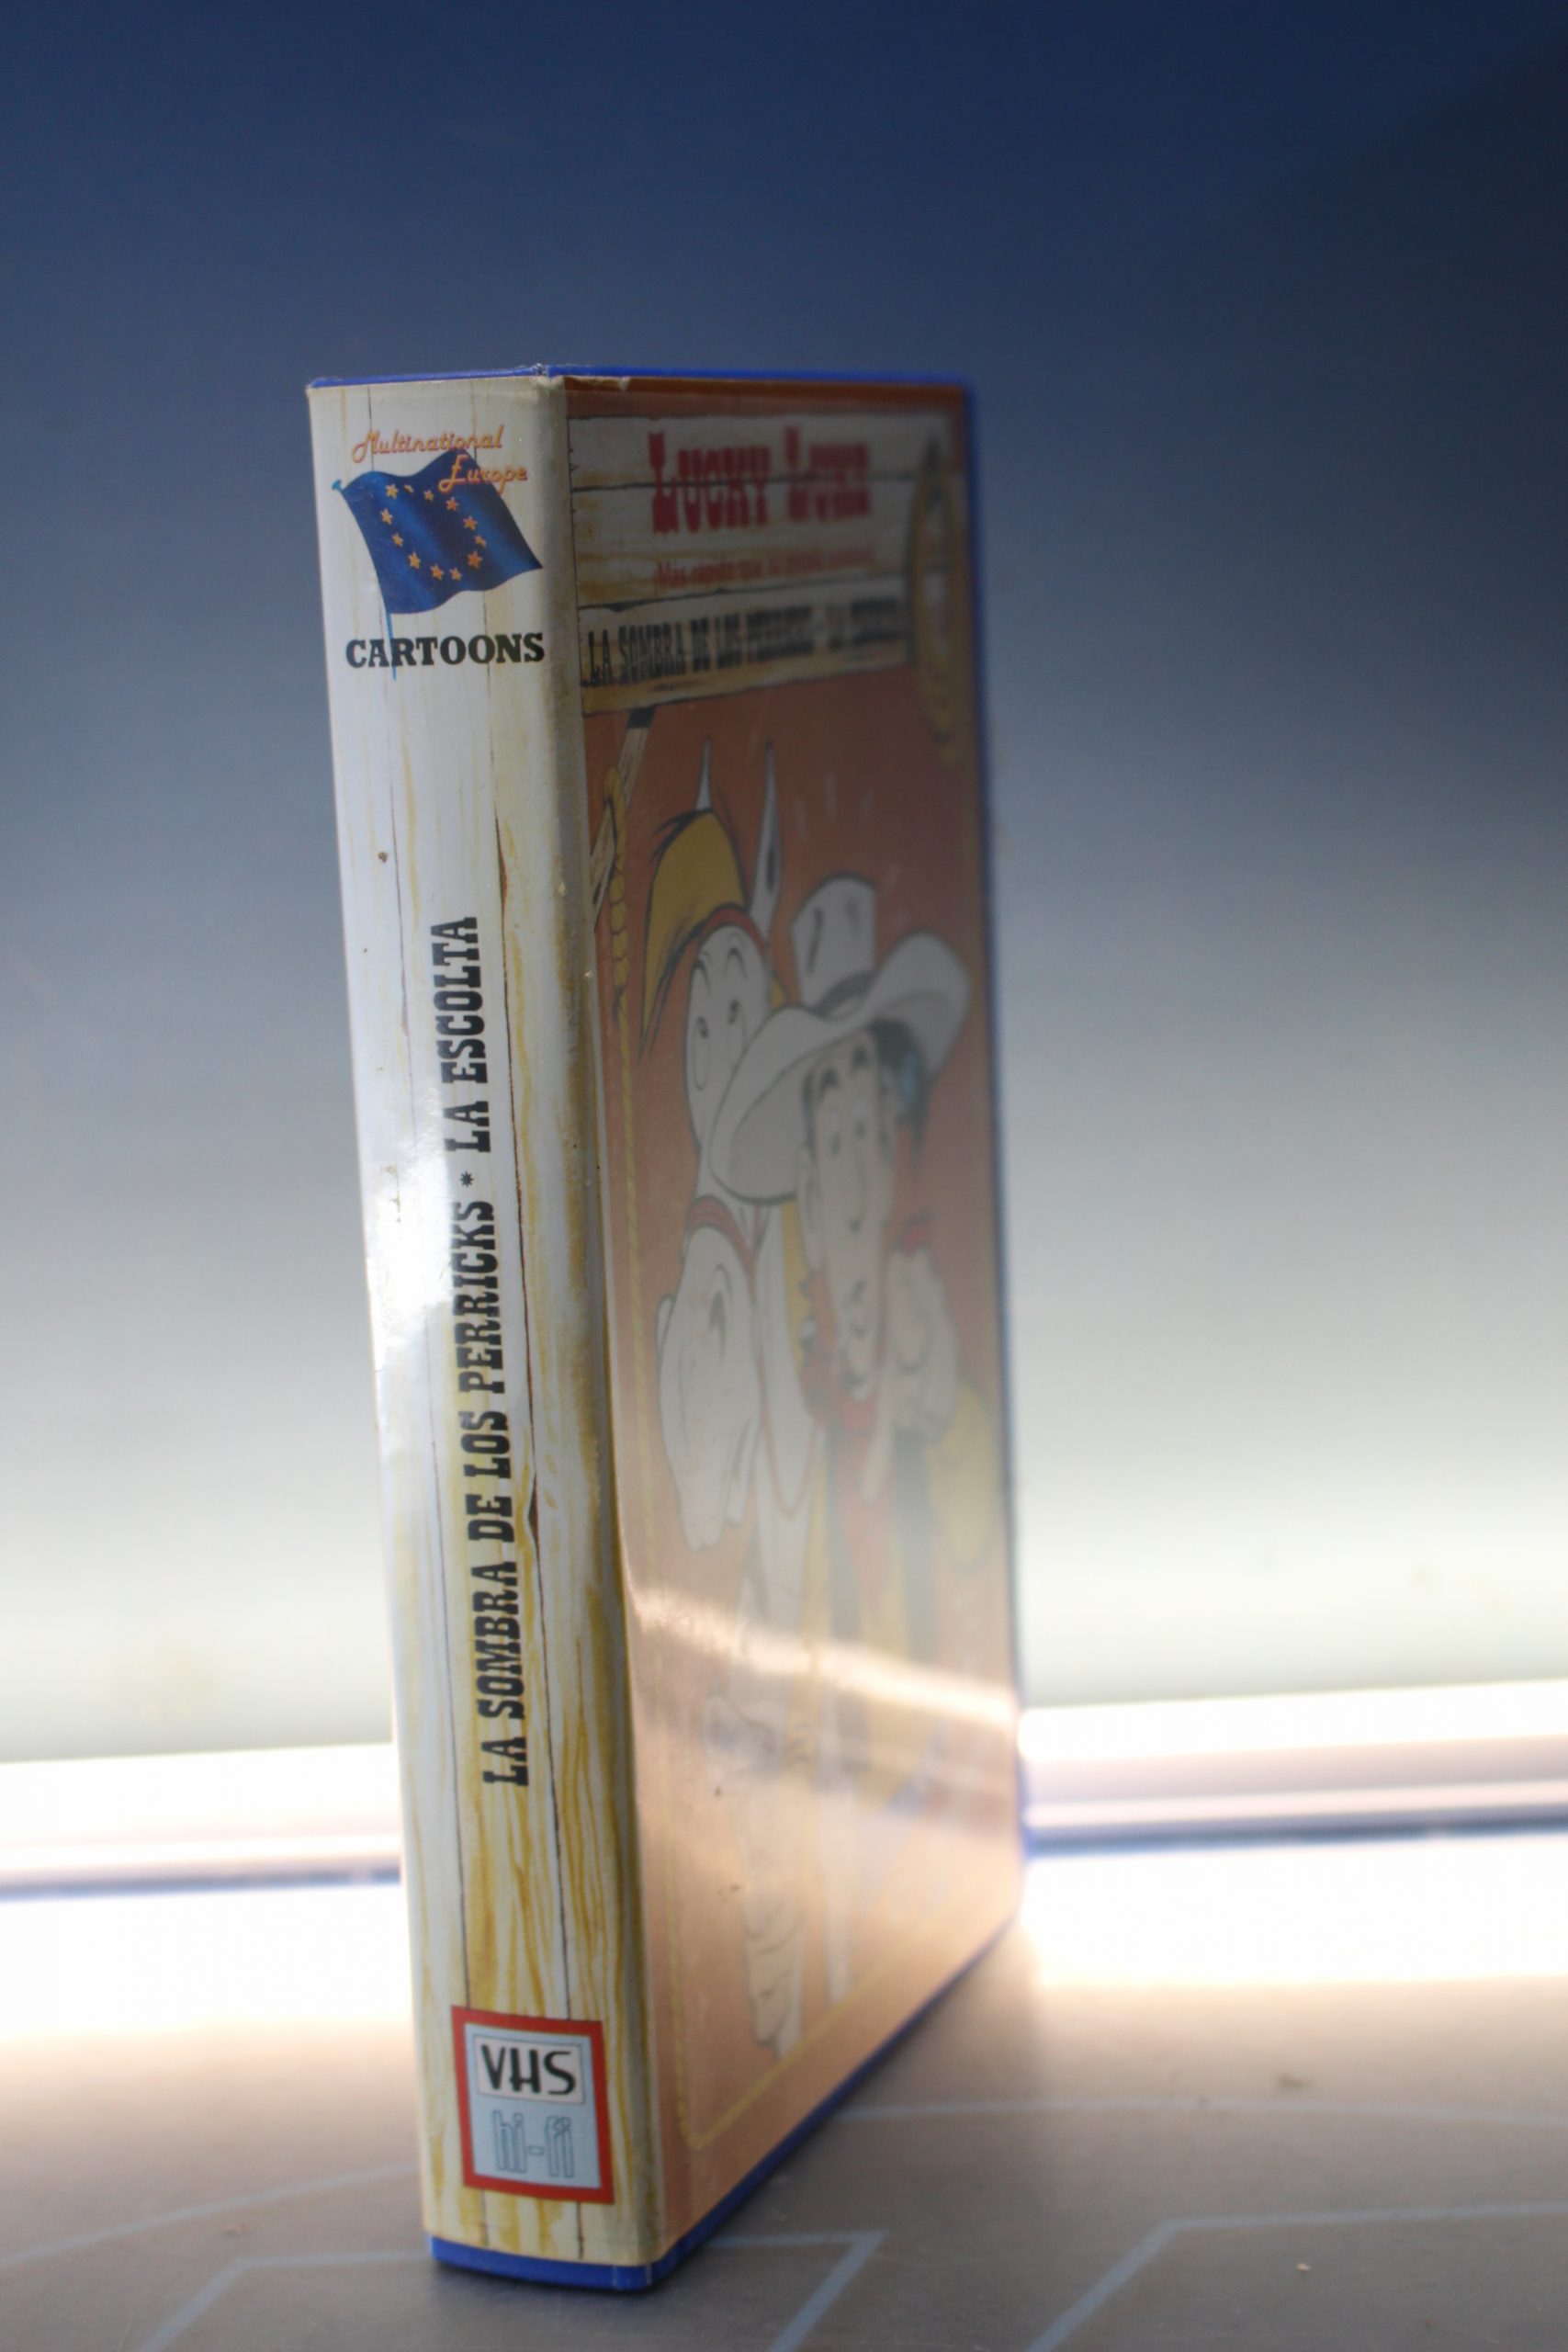 Multinational
Europe
CARTOONS
LA SOMBRA DE LOS PERRICKS * LA ESCOLTA
VHS
hi-fi
LUCKY LUKE
LA SOMBRA DE LOS PERRICKS